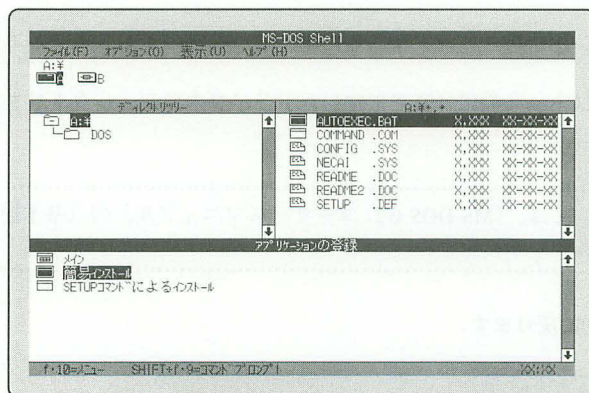 MS-DOS Shell
ファイル(F) オプション(O) 表示(U) ヘルプ(H)
A:¥
A B
ディレクトリツリー
A:¥
DOS
A:¥*.*
AUTOEXEC.BAT X,XXX XX-XX-XX
COMMAND .COM X,XXX XX-XX-XX
CONFIG .SYS X,XXX XX-XX-XX
NECAI .SYS X,XXX XX-XX-XX
README .DOC X,XXX XX-XX-XX
README2 .DOC X,XXX XX-XX-XX
SETUP .DEF X,XXX XX-XX-XX
アプリケーションの登録
メイン
簡易インストール
SETUPコマンドによるインストール
f・10=メニュー SHIFT+f・9=コマンドプロンプト XX:XX